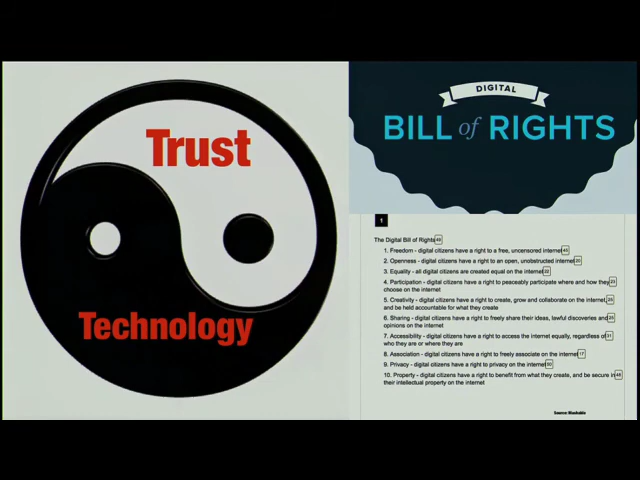 Trust
Technology
DIGITAL
BILL of RIGHTS
1
The Digital Bill of Rights 49
1. Freedom - digital citizens have a right to a free, uncensored internet 45
2. Openness - digital citizens have a right to an open, unobstructed internet 20
3. Equality - all digital citizens are created equal on the internet 22
4. Participation - digital citizens have a right to peaceably participate where and how they 23
choose on the internet
5. Creativity - digital citizens have a right to create, grow and collaborate on the internet,
and be held accountable for what they create
6. Sharing - digital citizens have a right to freely share their ideas, lawful discoveries and
opinions on the internet
7. Accessibility - digital citizens have a right to access the internet equally, regardless of
who they are or where they are
8. Association - digital citizens have a right to freely associate on the internet 17
9. Privacy - digital citizens have a right to privacy on the internet
10. Property - digital citizens have a right to benefit from what they create, and be secure in
their intellectual property on the internet
Source: Mashable